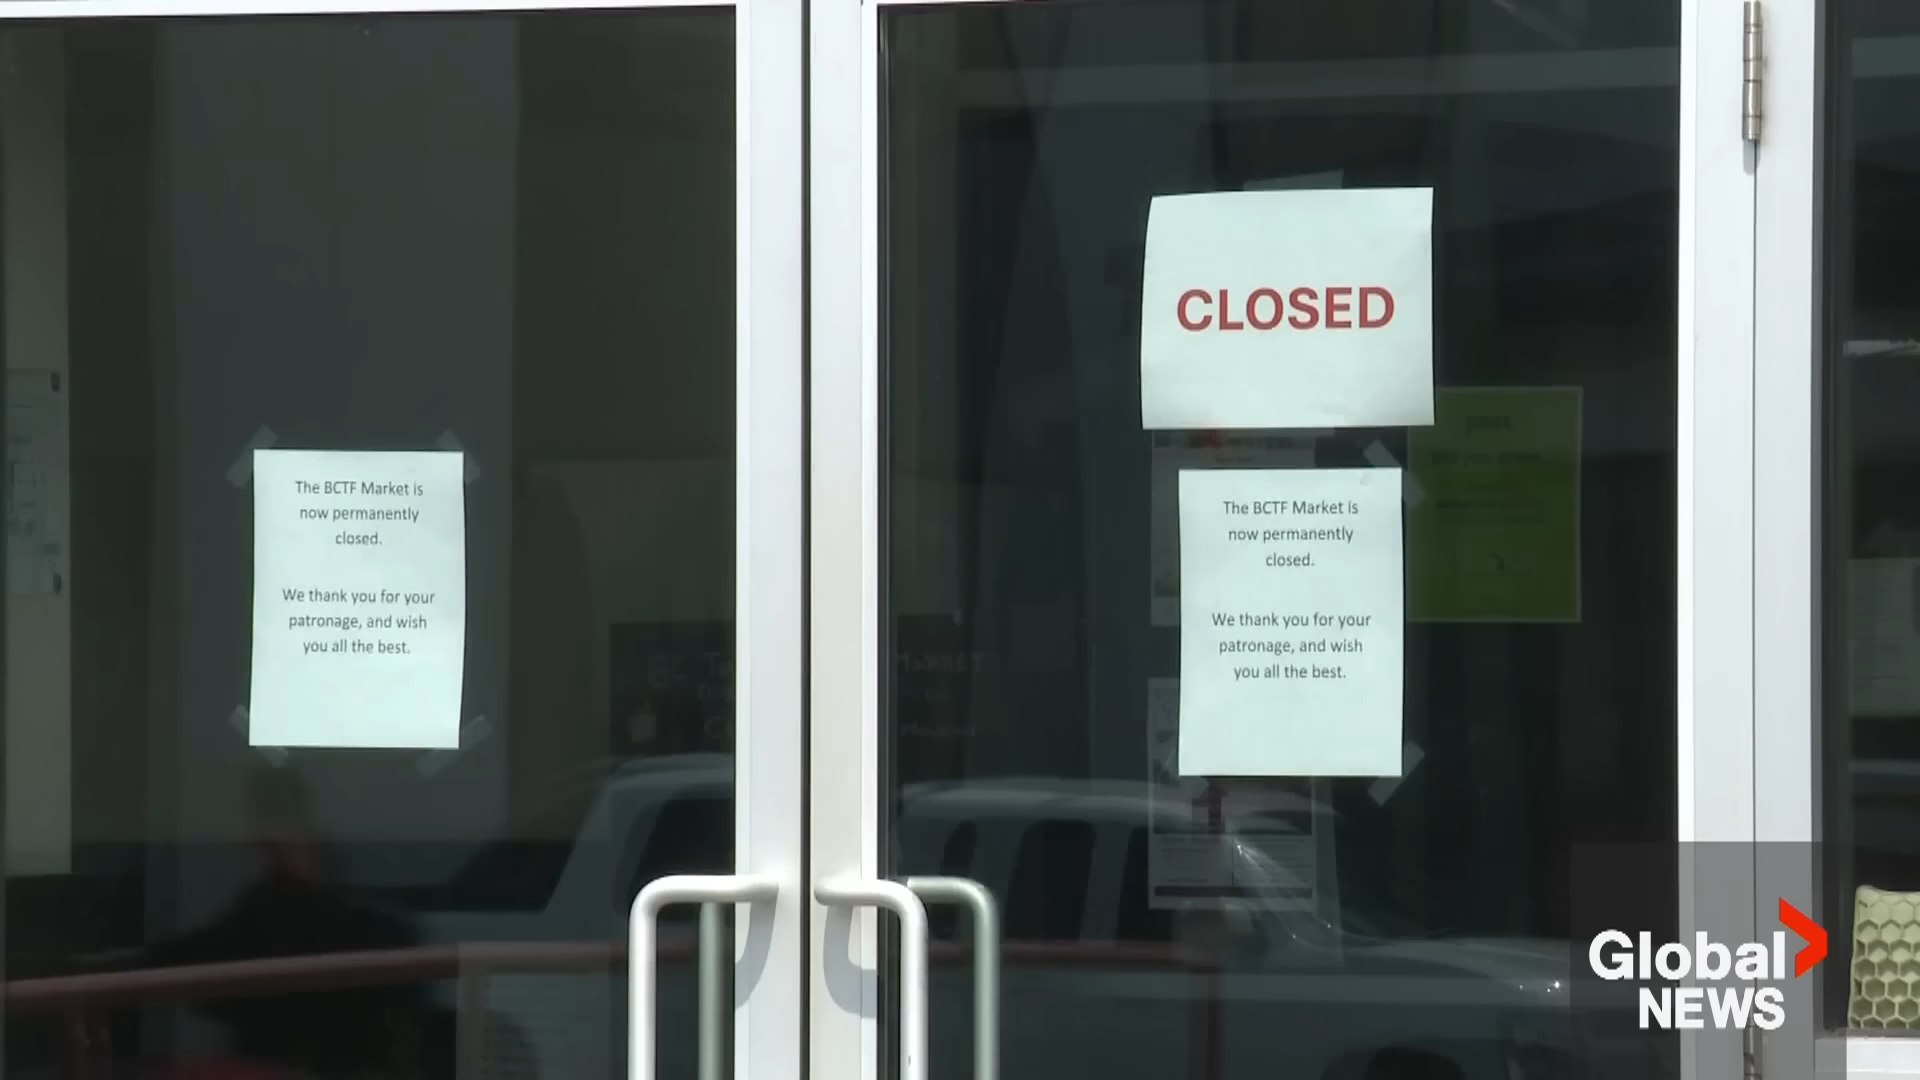 The BCTF Market is
now permanently
closed.
We thank you for your
patronage, and wish
you all the best.
CLOSED
The BCTF Market is
now permanently
closed.
We thank you for your
patronage, and wish
you all the best.
MARKET
Global
NEWS